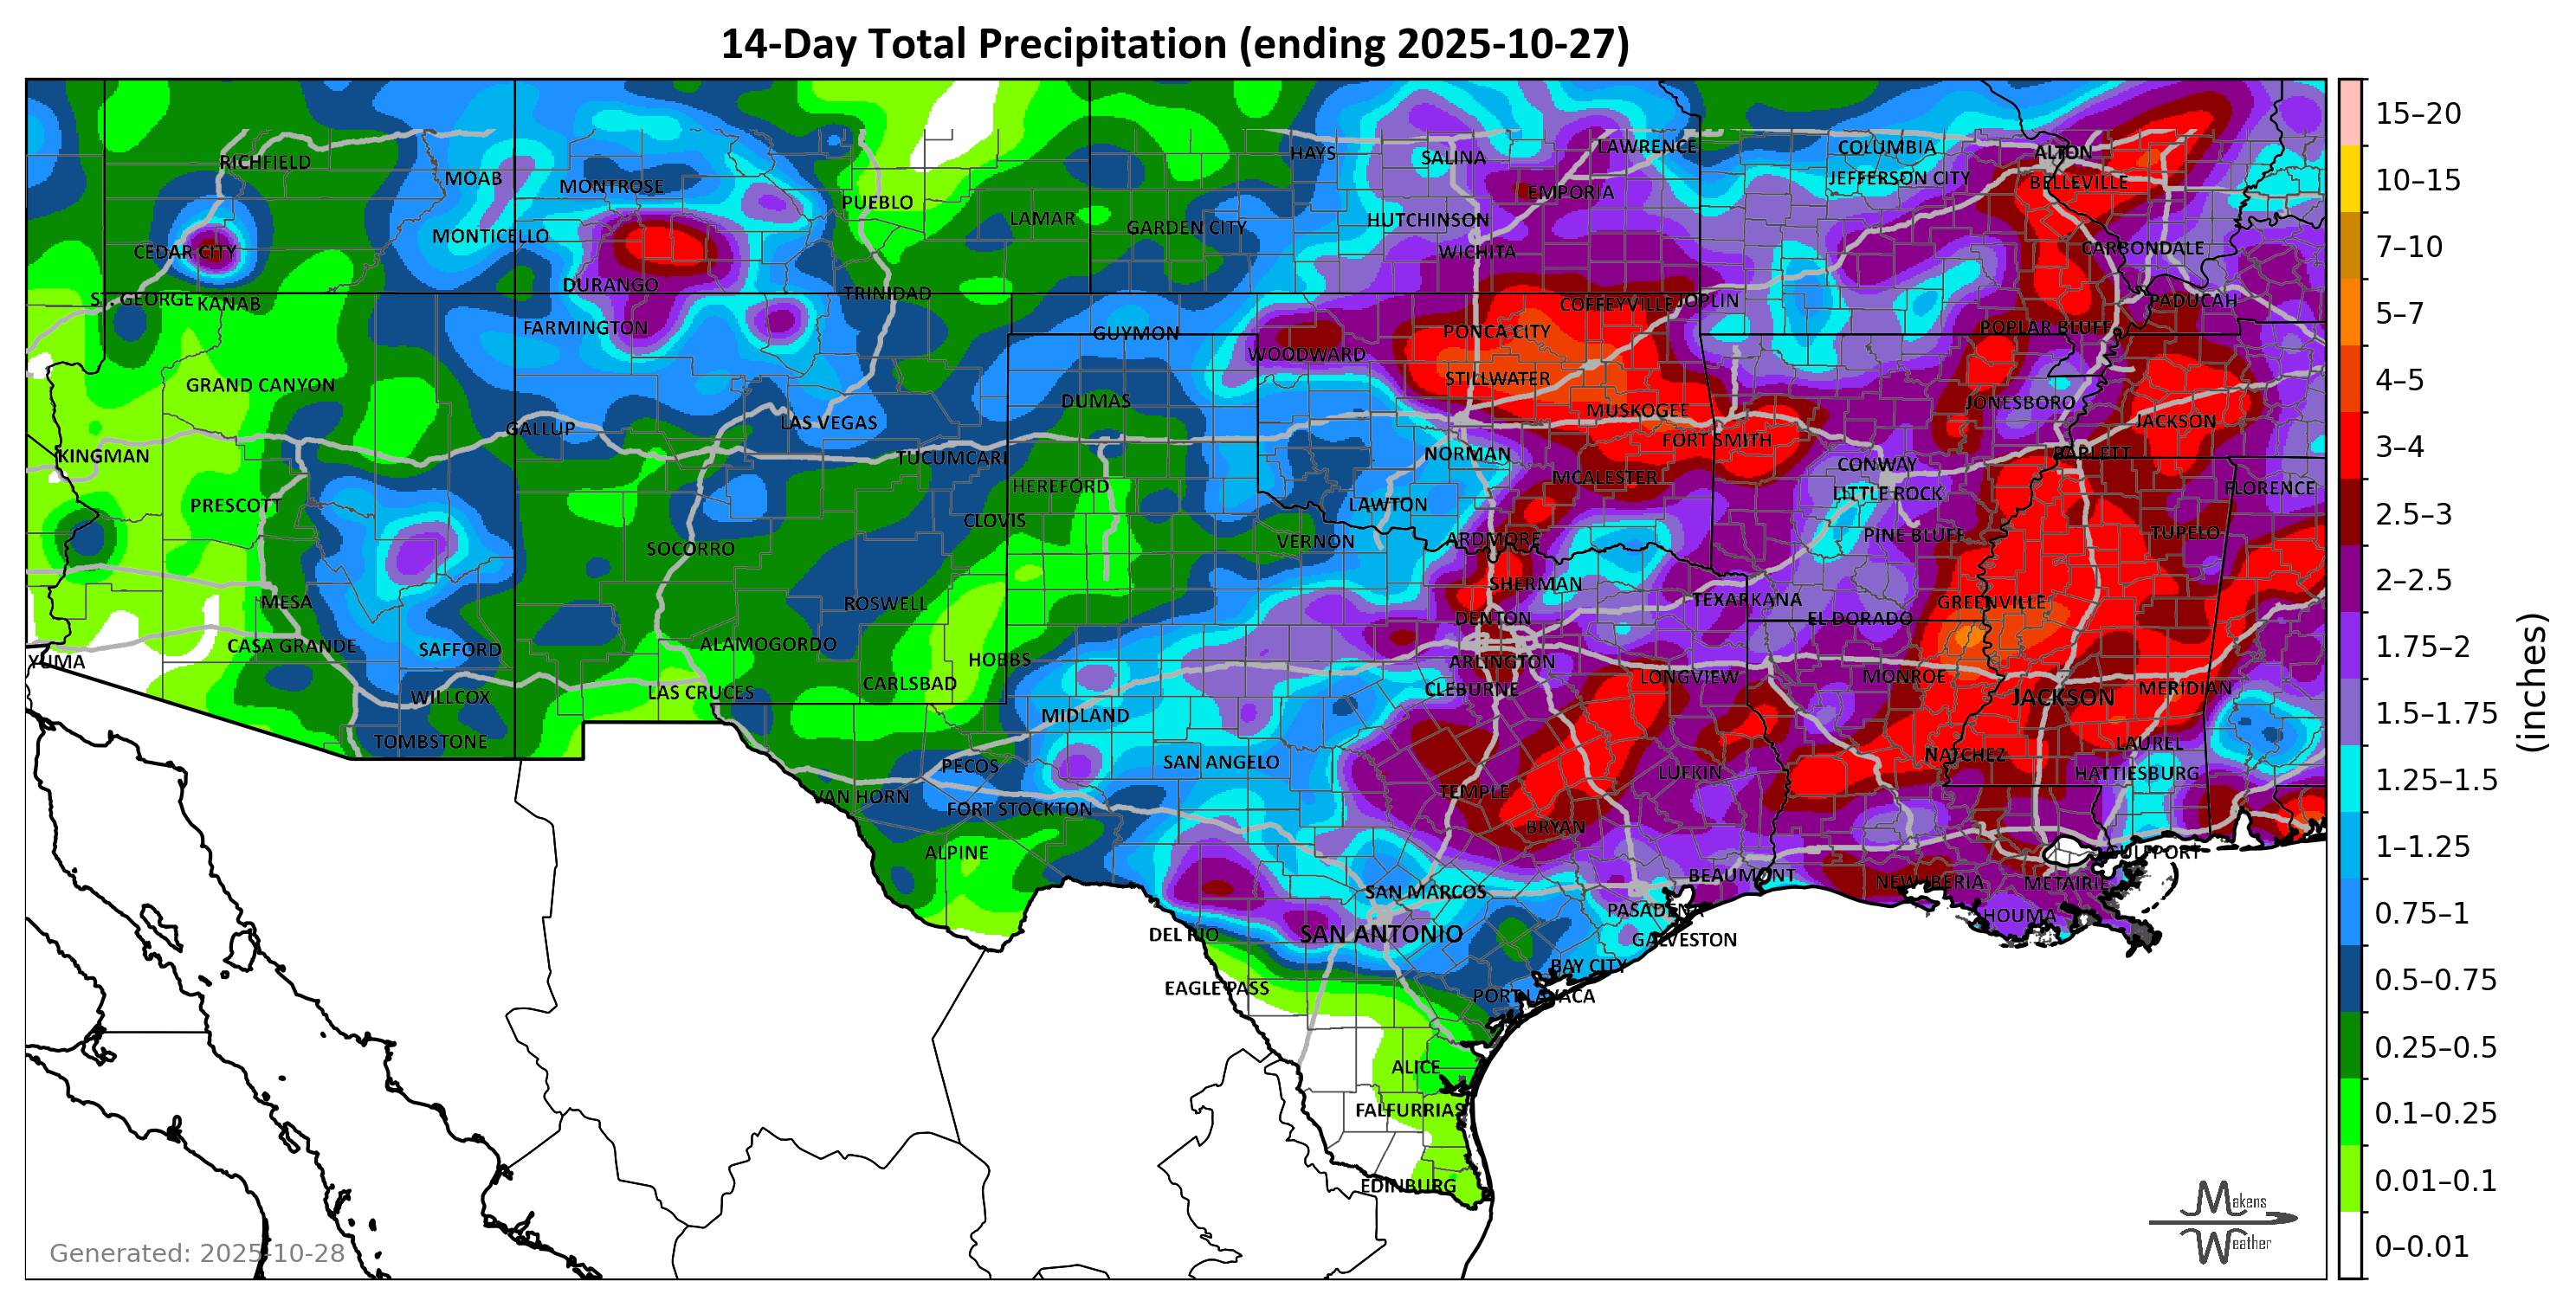 14-Day Total Precipitation (ending 2025-10-27)
15–20
10–15
7–10
5–7
4–5
3–4
2.5–3
2–2.5
1.75–2
1.5–1.75
1.25–1.5
1–1.25
0.75–1
0.5–0.75
0.25–0.5
0.1–0.25
0.01–0.1
0–0.01
(inches)
HAYS
SALINA
LAWRENCE
COLUMBIA
ALTON
RICHFIELD
MOAB
MONTROSE
EMPORIA
JEFFERSON CITY
BELLEVILLE
PUEBLO
LAMAR
GARDEN CITY
HUTCHINSON
MONTICELLO
CEDAR CITY
WICHITA
CARBONDALE
DURANGO
TRINIDAD
ST. GEORGE
KANAB
COFFEYVILLE
JOPLIN
PADUCAH
FARMINGTON
GUYMON
PONCA CITY
POPLAR BLUFF
WOODWARD
GRAND CANYON
STILLWATER
DUMAS
MUSKOGEE
JONESBORO
JACKSON
GALLUP
LAS VEGAS
FORT SMITH
KINGMAN
TUCUMCARI
NORMAN
CONWAY
BARLETT
HEREFORD
MCALESTER
LITTLE ROCK
FLORENCE
PRESCOTT
LAWTON
CLOVIS
SOCORRO
VERNON
ARDMORE
PINE BLUFF
TUPELO
SHERMAN
MESA
ROSWELL
TEXARKANA
GREENVILLE
DENTON
EL DORADO
CASA GRANDE
SAFFORD
ALAMOGORDO
YUMA
HOBBS
ARLINGTON
LONGVIEW
MONROE
CARLSBAD
CLEBURNE
WILLCOX
LAS CRUCES
JACKSON
MERIDIAN
MIDLAND
TOMBSTONE
PECOS
SAN ANGELO
NATCHEZ
LAUREL
LUFKIN
HATTIESBURG
VAN HORN
FORT STOCKTON
TEMPLE
BRYAN
ALPINE
GULFPORT
SAN MARCOS
BEAUMONT
NEW IBERIA
METAIRIE
PASADENA
HOUMA
DEL RIO
SAN ANTONIO
GALVESTON
BAY CITY
EAGLE PASS
PORT LAVACA
ALICE
FALFURRIAS
EDINBURG
Generated: 2025-10-28
Makens
Weather